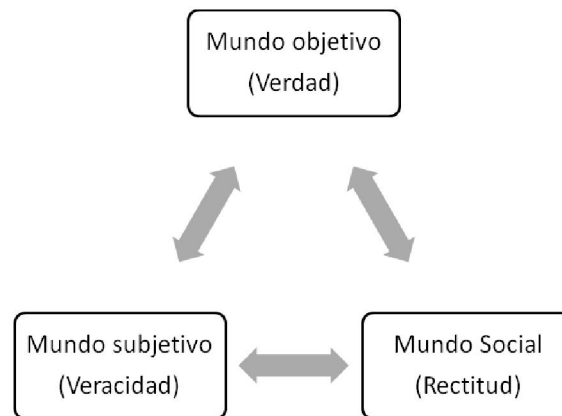 Mundo objetivo
(Verdad)
Mundo subjetivo
(Veracidad)
Mundo Social
(Rectitud)